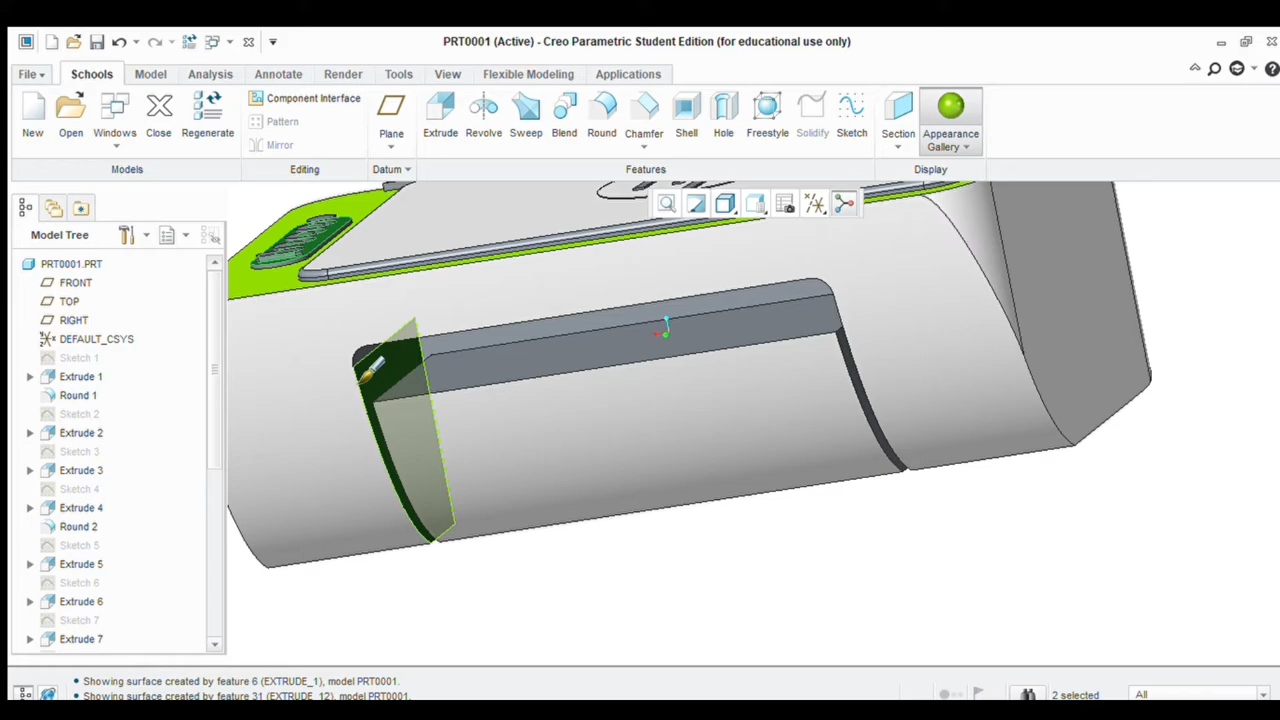 PRT0001 (Active) - Creo Parametric Student Edition (for educational use only)
File Schools Model Analysis Annotate Render Tools View Flexible Modeling Applications
New Open Windows Close Regenerate
Component Interface
Pattern
Mirror
Plane Extrude Revolve Sweep Blend Round Chamfer Shell Hole Freestyle Solidify Sketch Section Appearance Gallery
Models Editing Datum Features Display
Model Tree
PRT0001.PRT
FRONT
TOP
RIGHT
DEFAULT_CSYS
Sketch 1
Extrude 1
Round 1
Sketch 2
Extrude 2
Sketch 3
Extrude 3
Sketch 4
Extrude 4
Round 2
Sketch 5
Extrude 5
Sketch 6
Extrude 6
Sketch 7
Extrude 7
• Showing surface created by feature 6 (EXTRUDE_1), model PRT0001.
• Showing surface created by feature 31 (EXTRUDE_12), model PRT0001.
2 selected All